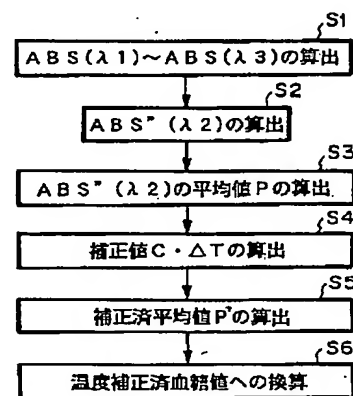 S1
ABS(λ1)~ABS(λ3)の算出
S2
ABS"(λ2)の算出
S3
ABS"(λ2)の平均値Pの算出
S4
補正値C・△Tの算出
S5
補正済平均値P'の算出
S6
温度補正済血糖値への換算